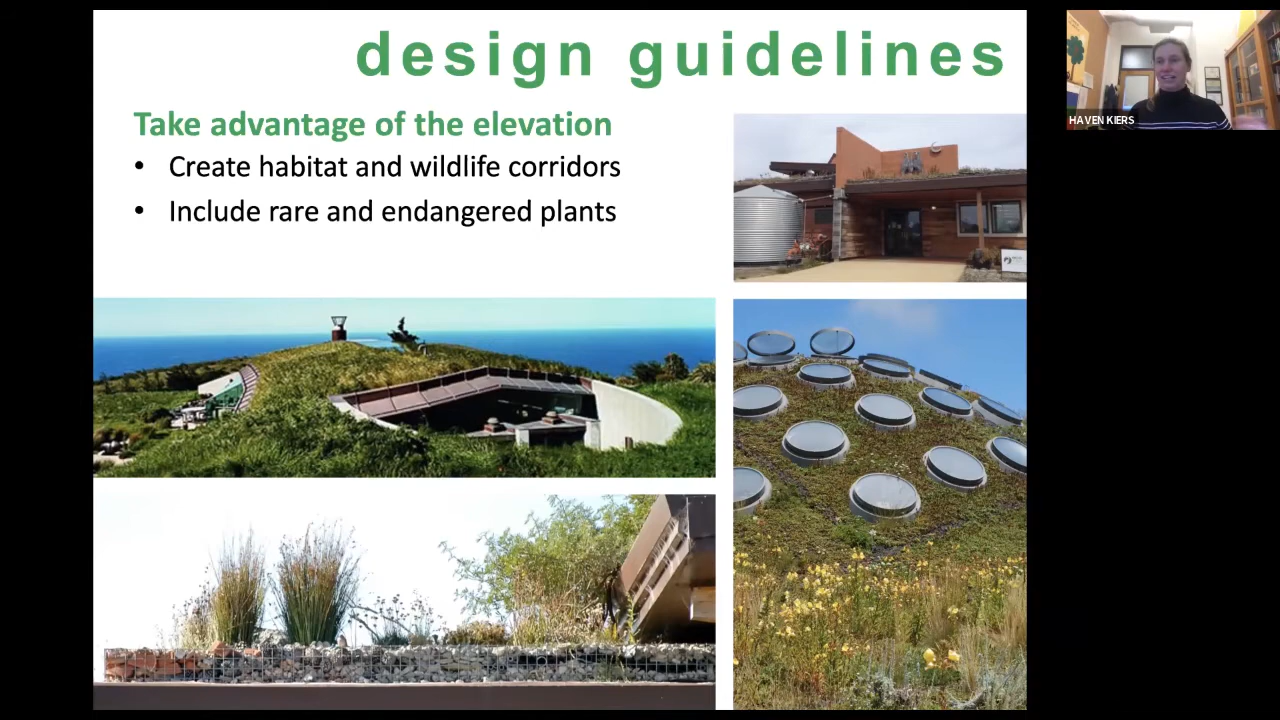 design guidelines
Take advantage of the elevation
• Create habitat and wildlife corridors
• Include rare and endangered plants
HAVEN KIERS